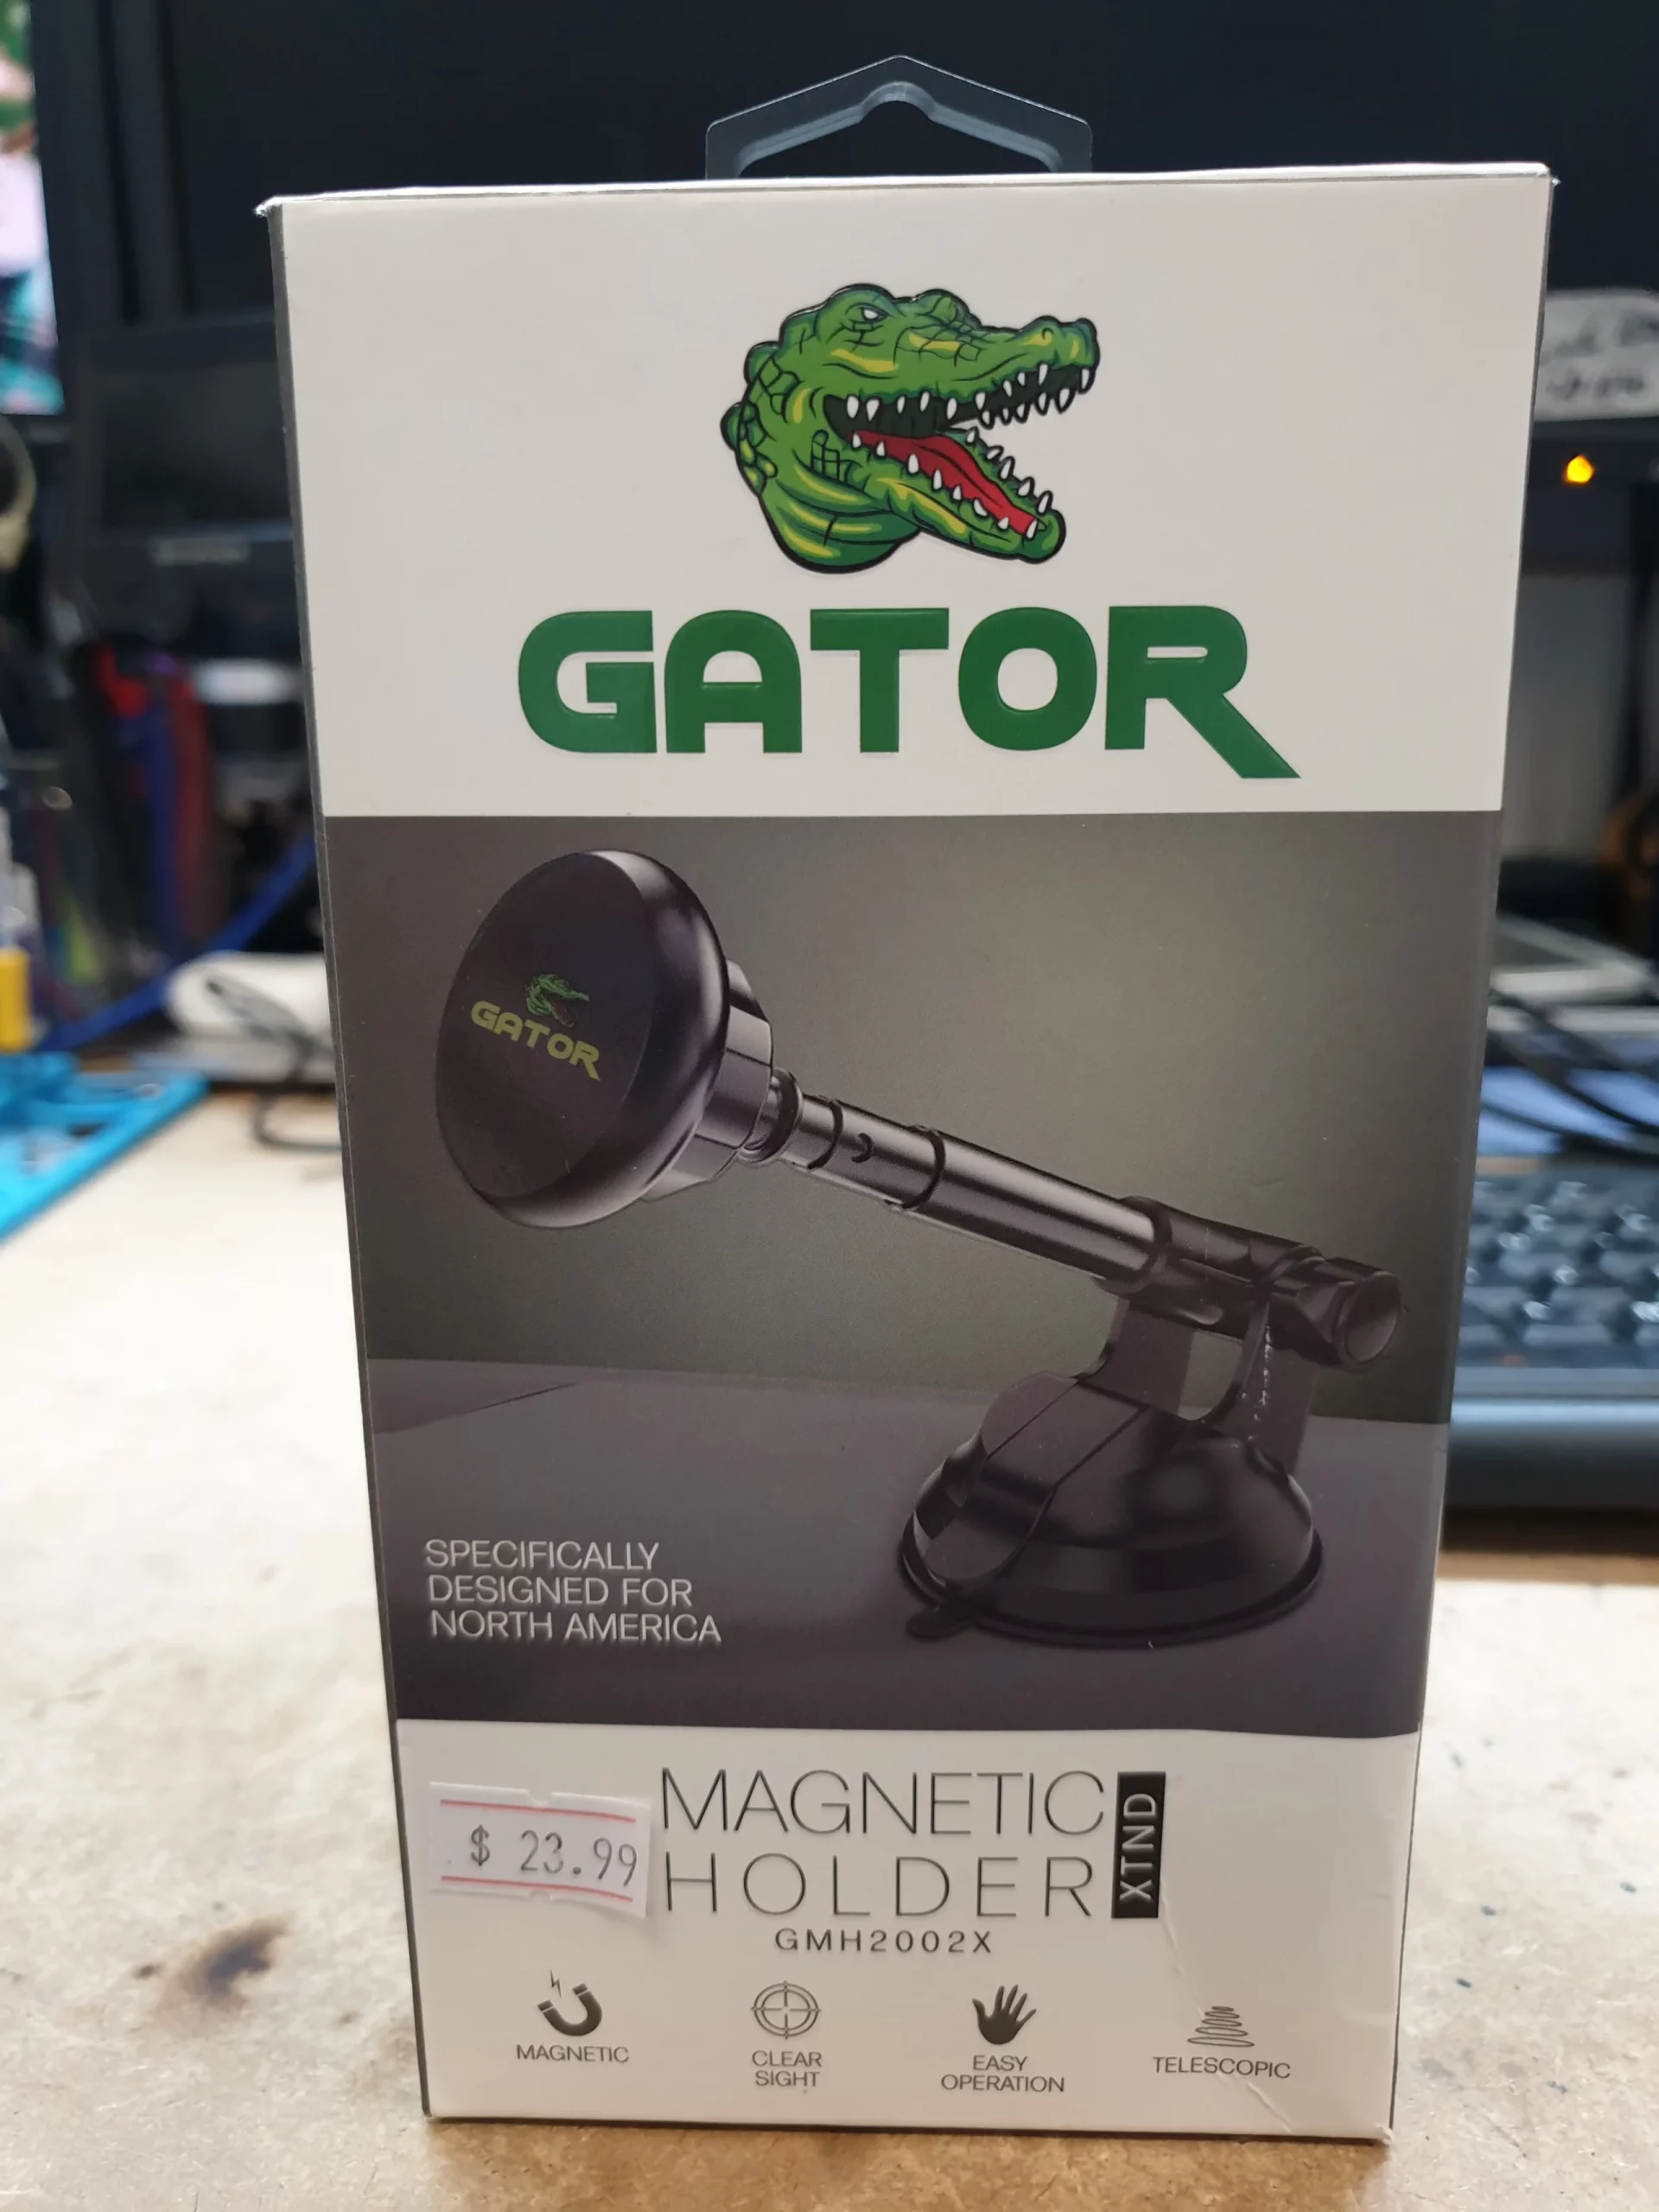 GATOR
GATOR
SPECIFICALLY
DESIGNED FOR
NORTH AMERICA
$ 23.99
MAGNETIC
HOLDER
XTND
GMH2002X
MAGNETIC
CLEAR
SIGHT
EASY
OPERATION
TELESCOPIC